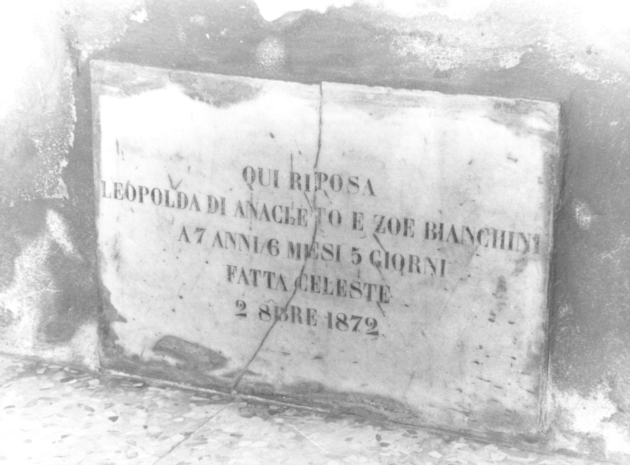 QUI RIPOSA
LEOPOLDA DI ANACLETO E ZOE BIANCHINI
A 7 ANNI 6 MESI 5 GIORNI
FATTA CELESTE
2 8BRE 1872